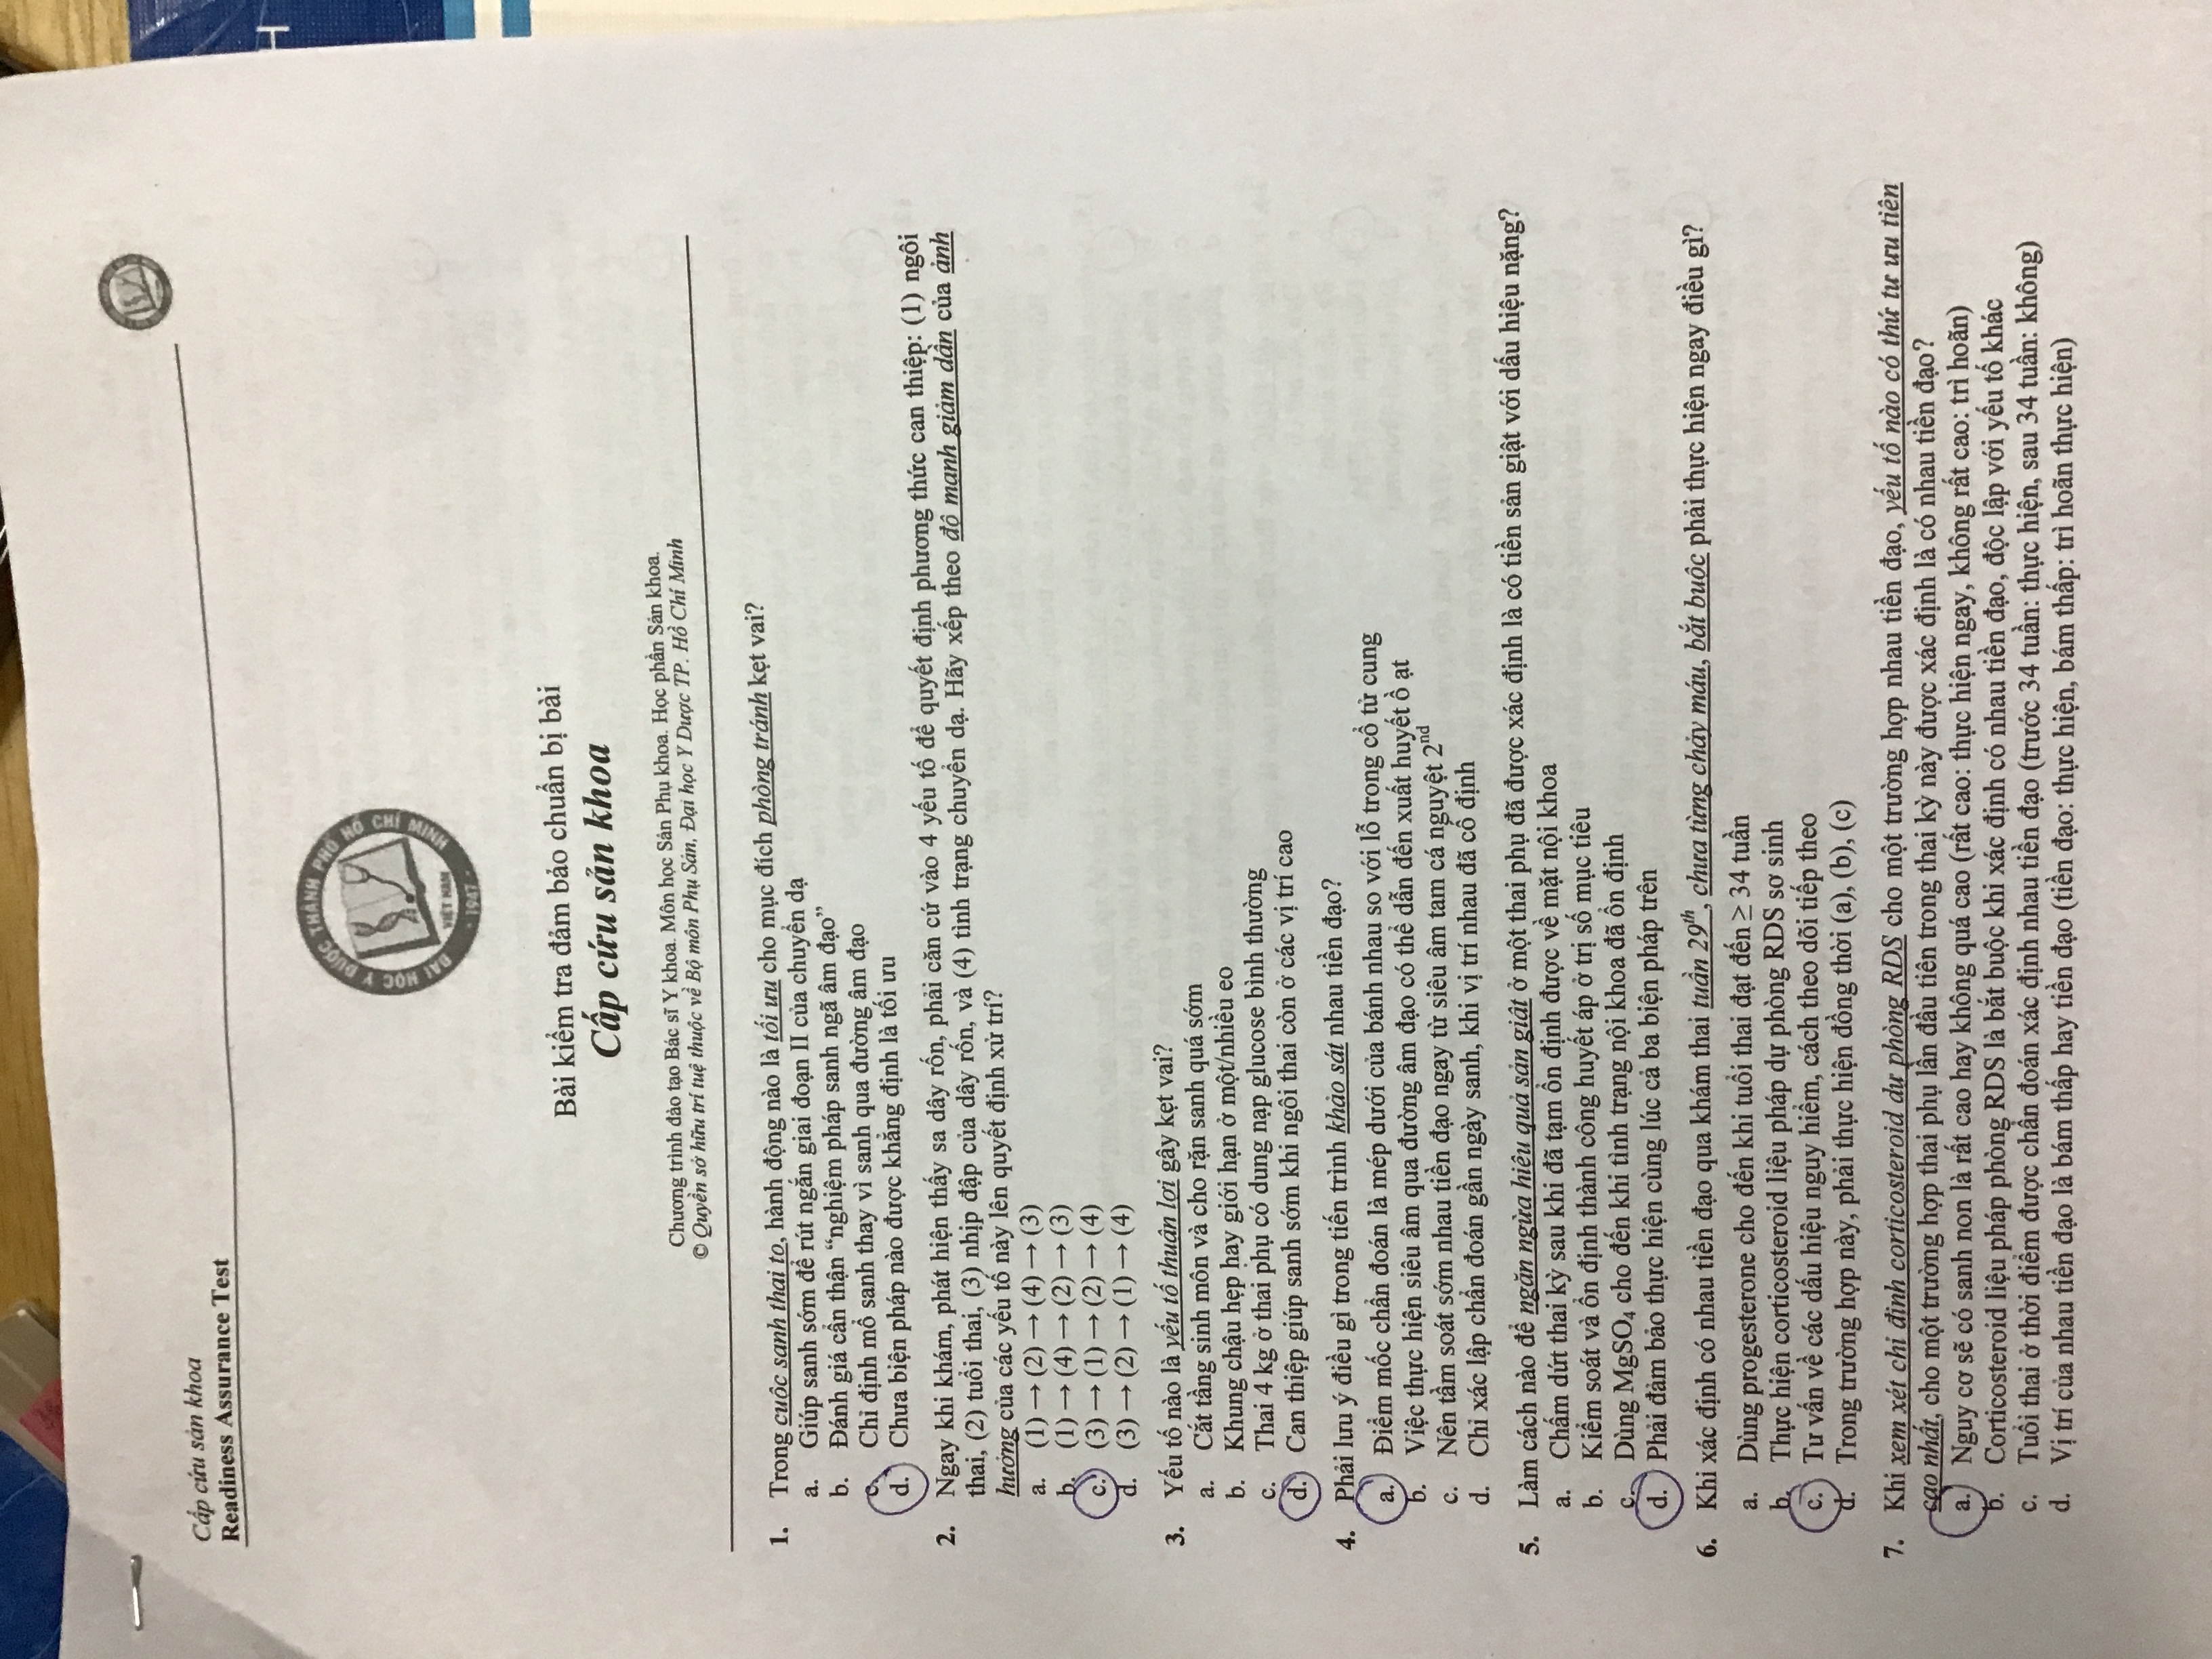 Cấp cứu sản khoa
Readiness Assurance Test
ĐẠI HỌC Y DƯỢC THÀNH PHỐ HỒ CHÍ MINH
VIỆT NAM
- 1947 -
Bài kiểm tra đảm bảo chuẩn bị bài
Cấp cứu sản khoa
Chương trình đào tạo Bác sĩ Y khoa. Môn học Sản Phụ khoa. Học phần Sản khoa.
© Quyền sở hữu trí tuệ thuộc về Bộ môn Phụ Sản, Đại học Y Dược TP. Hồ Chí Minh
1. Trong cuộc sanh thai to, hành động nào là tối ưu cho mục đích phòng tránh kẹt vai?
a. Giúp sanh sớm để rút ngắn giai đoạn II của chuyển dạ
b. Đánh giá cẩn thận “nghiệm pháp sanh ngã âm đạo”
c. Chỉ định mổ sanh thay vì sanh qua đường âm đạo
d. Chưa biện pháp nào được khẳng định là tối ưu
2. Ngay khi khám, phát hiện thấy sa dây rốn, phải căn cứ vào 4 yếu tố để quyết định phương thức can thiệp: (1) ngôi
thai, (2) tuổi thai, (3) nhịp đập của dây rốn, và (4) tình trạng chuyển dạ. Hãy xếp theo độ mạnh giảm dần của ảnh
hưởng của các yếu tố này lên quyết định xử trí?
a. (1) → (2) → (4) → (3)
b. (1) → (4) → (2) → (3)
c. (3) → (1) → (2) → (4)
d. (3) → (2) → (1) → (4)
3. Yếu tố nào là yếu tố thuận lợi gây kẹt vai?
a. Cắt tầng sinh môn và cho rặn sanh quá sớm
b. Khung chậu hẹp hay giới hạn ở một/nhiều eo
c. Thai 4 kg ở thai phụ có dung nạp glucose bình thường
d. Can thiệp giúp sanh sớm khi ngôi thai còn ở các vị trí cao
4. Phải lưu ý điều gì trong tiến trình khảo sát nhau tiền đạo?
a. Điểm mốc chẩn đoán là mép dưới của bánh nhau so với lỗ trong cổ tử cung
b. Việc thực hiện siêu âm qua đường âm đạo có thể dẫn đến xuất huyết ồ ạt
c. Nên tầm soát sớm nhau tiền đạo ngay từ siêu âm tam cá nguyệt 2nd
d. Chỉ xác lập chẩn đoán gần ngày sanh, khi vị trí nhau đã cố định
5. Làm cách nào để ngăn ngừa hiệu quả sản giật ở một thai phụ đã được xác định là có tiền sản giật với dấu hiệu nặng?
a. Chấm dứt thai kỳ sau khi đã tạm ổn định được về mặt nội khoa
b. Kiểm soát và ổn định thành công huyết áp ở trị số mục tiêu
c. Dùng MgSO4 cho đến khi tình trạng nội khoa đã ổn định
d. Phải đảm bảo thực hiện cùng lúc cả ba biện pháp trên
6. Khi xác định có nhau tiền đạo qua khám thai tuần 29th, chưa từng chảy máu, bắt buộc phải thực hiện ngay điều gì?
a. Dùng progesterone cho đến khi tuổi thai đạt đến ≥ 34 tuần
b. Thực hiện corticosteroid liệu pháp dự phòng RDS sơ sinh
c. Tư vấn về các dấu hiệu nguy hiểm, cách theo dõi tiếp theo
d. Trong trường hợp này, phải thực hiện đồng thời (a), (b), (c)
7. Khi xem xét chỉ định corticosteroid dự phòng RDS cho một trường hợp nhau tiền đạo, yếu tố nào có thứ tự ưu tiên
cao nhất, cho một trường hợp thai phụ lần đầu tiên trong thai kỳ này được xác định là có nhau tiền đạo?
a. Nguy cơ sẽ có sanh non là rất cao hay không quá cao (rất cao: thực hiện ngay, không rất cao: trì hoãn)
b. Corticosteroid liệu pháp phòng RDS là bắt buộc khi xác định có nhau tiền đạo, độc lập với yếu tố khác
c. Tuổi thai ở thời điểm được chẩn đoán xác định nhau tiền đạo (trước 34 tuần: thực hiện, sau 34 tuần: không)
d. Vị trí của nhau tiền đạo là bám thấp hay tiền đạo (tiền đạo: thực hiện, bám thấp: trì hoãn thực hiện)